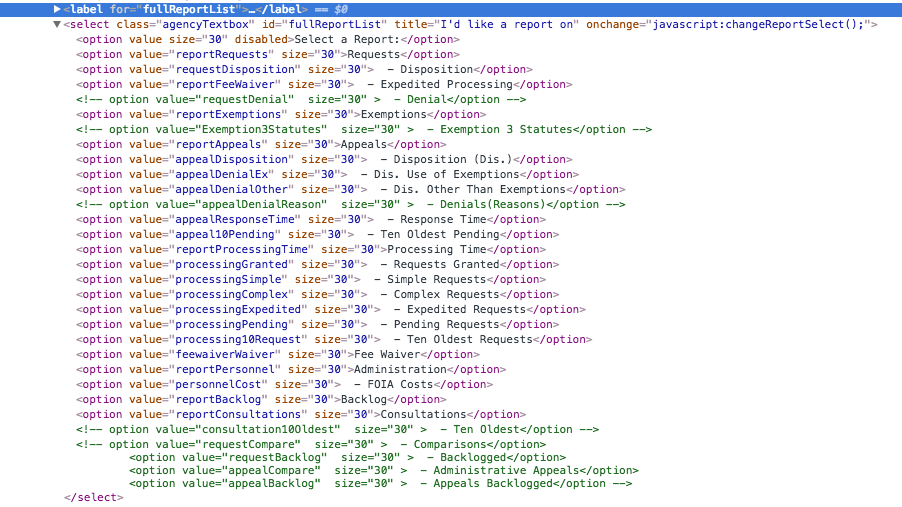 ▶<label for="fullReportList">…</label> == $0
▼<select class="agencyTextbox" id="fullReportList" title="I'd like a report on" onchange="javascript:changeReportSelect();">
<option value size="30" disabled>Select a Report:</option>
<option value="reportRequests" size="30">Requests</option>
<option value="requestDisposition" size="30">  – Disposition</option>
<option value="reportFeeWaiver" size="30">  – Expedited Processing</option>
<!-- option value="requestDenial"  size="30" >  – Denial</option -->
<option value="reportExemptions" size="30">Exemptions</option>
<!-- option value="Exemption3Statutes"  size="30" >  – Exemption 3 Statutes</option -->
<option value="reportAppeals" size="30">Appeals</option>
<option value="appealDisposition" size="30">  – Disposition (Dis.)</option>
<option value="appealDenialEx" size="30">  – Dis. Use of Exemptions</option>
<option value="appealDenialOther" size="30">  – Dis. Other Than Exemptions</option>
<!-- option value="appealDenialReason"  size="30" >  – Denials(Reasons)</option -->
<option value="appealResponseTime" size="30">  – Response Time</option>
<option value="appeal10Pending" size="30">  – Ten Oldest Pending</option>
<option value="reportProcessingTime" size="30">Processing Time</option>
<option value="processingGranted" size="30">  – Requests Granted</option>
<option value="processingSimple" size="30">  – Simple Requests</option>
<option value="processingComplex" size="30">  – Complex Requests</option>
<option value="processingExpedited" size="30">  – Expedited Requests</option>
<option value="processingPending" size="30">  – Pending Requests</option>
<option value="processing10Request" size="30">  – Ten Oldest Requests</option>
<option value="feewaiverWaiver" size="30">Fee Waiver</option>
<option value="reportPersonnel" size="30">Administration</option>
<option value="personnelCost" size="30">  – FOIA Costs</option>
<option value="reportBacklog" size="30">Backlog</option>
<option value="reportConsultations" size="30">Consultations</option>
<!-- option value="consultation10Oldest"  size="30" >  – Ten Oldest</option -->
<!-- option value="requestCompare"  size="30" >  – Comparisons</option>
<option value="requestBacklog"  size="30" >  – Backlogged</option>
<option value="appealCompare"  size="30" >  – Administrative Appeals</option>
<option value="appealBacklog"  size="30" >  – Appeals Backlogged</option -->
</select>